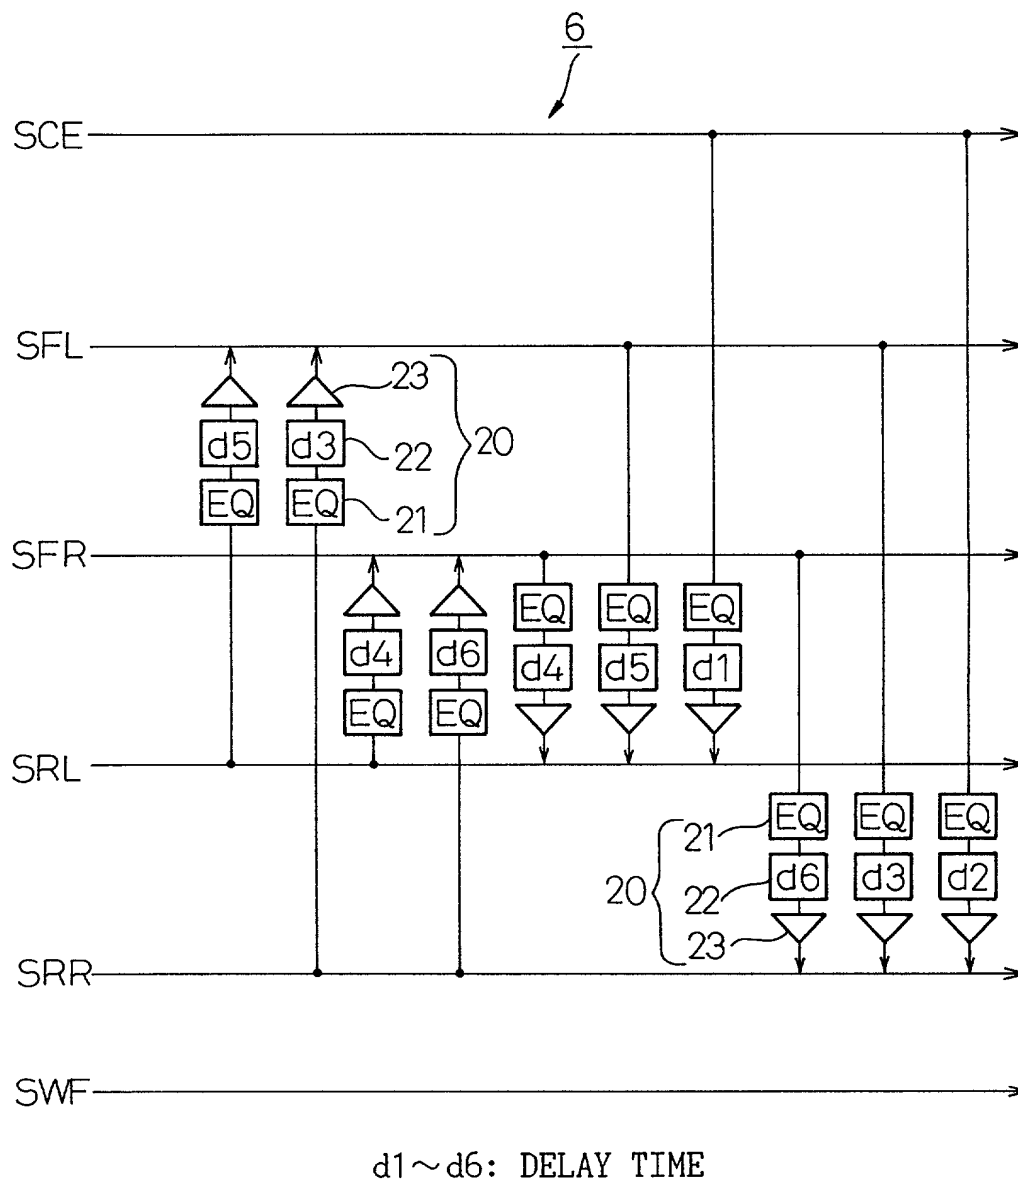 6
SCE
SFL
23
d5 d3 22 20
EQ EQ 21
SFR
EQ EQ EQ
d4 d6 d4 d5 d1
EQ EQ
SRL
21 EQ EQ EQ
20 22 d6 d3 d2
23
SRR
SWF
d1~d6: DELAY TIME